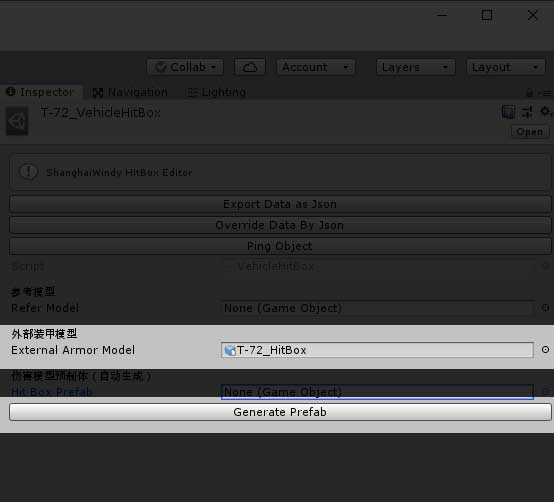 Collab
Account
Layers
Layout
Inspector
Navigation
Lighting
T-72_VehicleHitBox
Open
ShanghaiWindy HitBox Editor
Export Data as Json
Override Data By Json
Ping Object
Script
VehicleHitBox
参考模型
Refer Model
None (Game Object)
外部装甲模型
External Armor Model
T-72_HitBox
伤害模型预制体（自动生成）
Hit Box Prefab
None (Game Object)
Generate Prefab